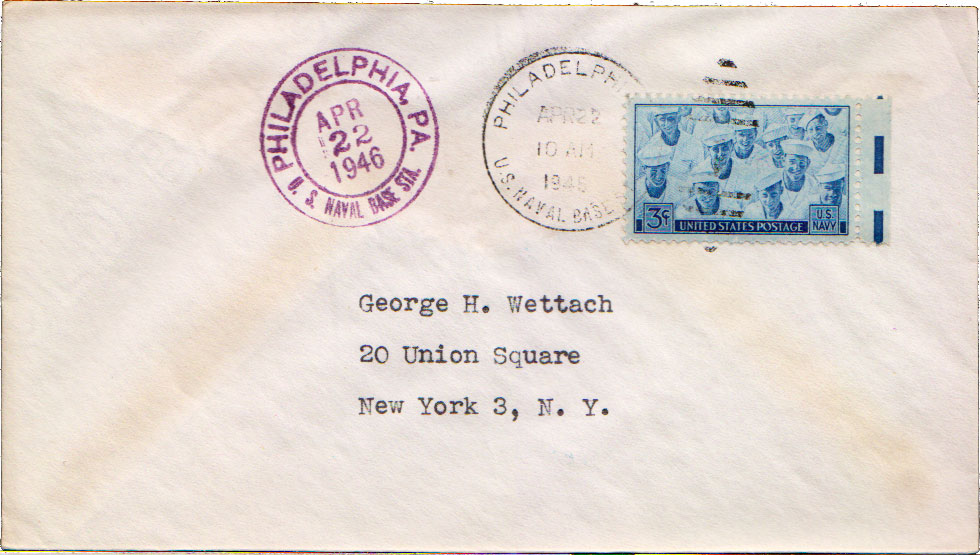 PHILADELPHIA, PA.
APR
22
1946
U. S. NAVAL BASE STA.
PHILADELPHI
APR 22
10 AM
1946
U.S. NAVAL BASE
3¢ UNITED STATES POSTAGE U.S. NAVY
George H. Wettach
20 Union Square
New York 3, N. Y.